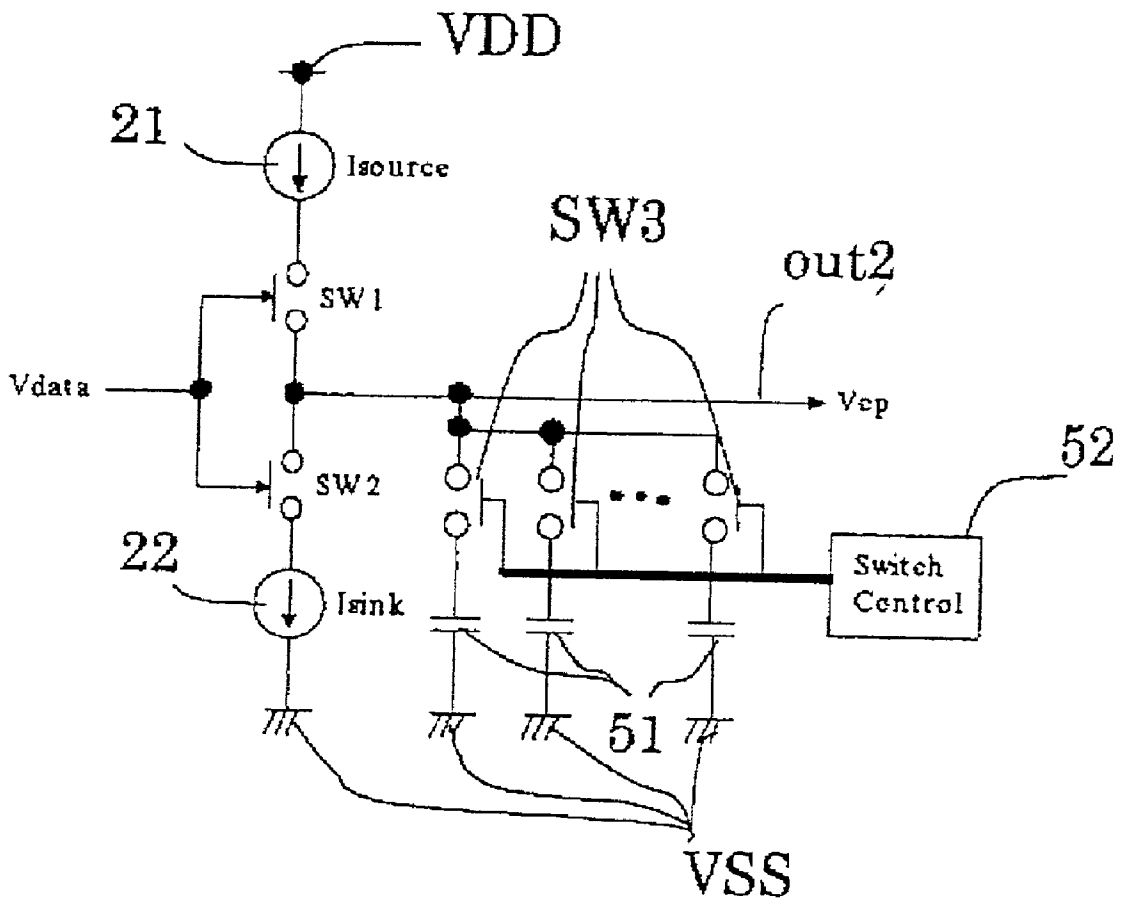 VDD
21
Isource
SW3
out2
SW1
Vdata
Vcp
52
SW2
22
Isink
Switch
Control
51
VSS